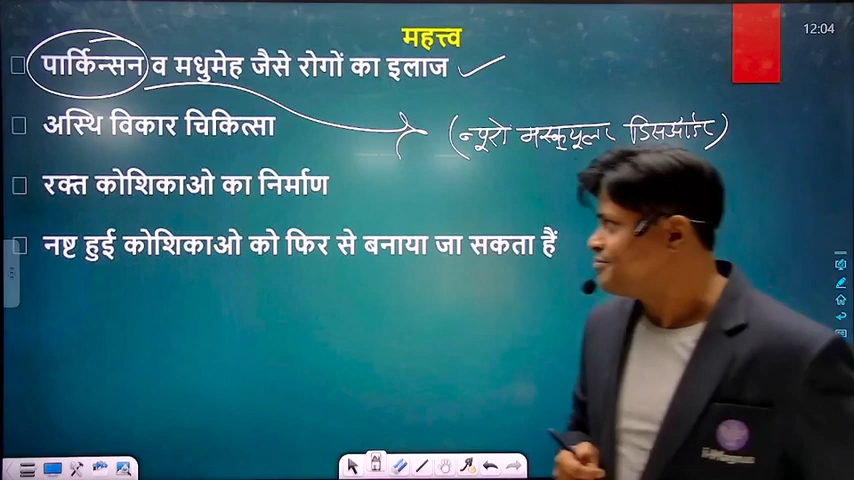 महत्त्व
12:04
पार्किन्सन व मधुमेह जैसे रोगों का इलाज
अस्थि विकार चिकित्सा
(न्यूरो मस्क्यूलर डिसऑर्डर)
रक्त कोशिकाओ का निर्माण
नष्ट हुई कोशिकाओ को फिर से बनाया जा सकता हैं